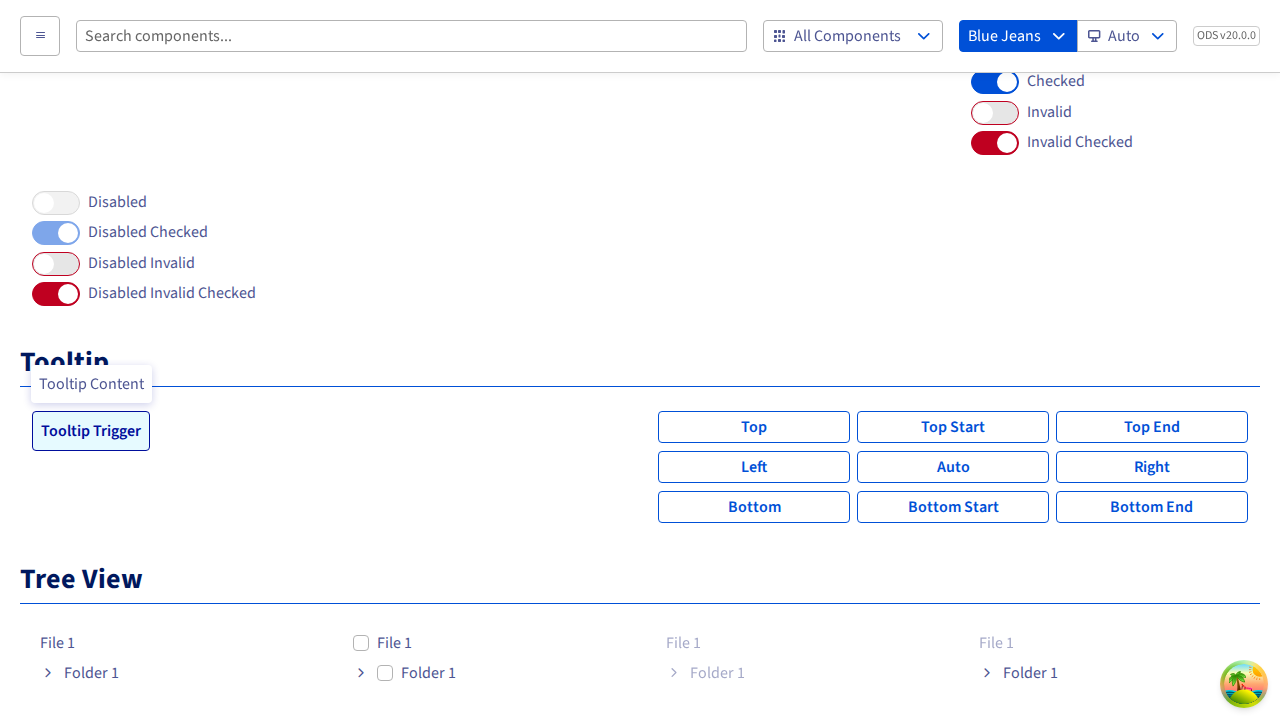 Search components...
All Components
Blue Jeans
Auto
ODS v20.0.0
Checked
Invalid
Invalid Checked
Disabled
Disabled Checked
Disabled Invalid
Disabled Invalid Checked
Tooltip
Tooltip Content
Tooltip Trigger
Top
Top Start
Top End
Left
Auto
Right
Bottom
Bottom Start
Bottom End
Tree View
File 1
File 1
File 1
File 1
Folder 1
Folder 1
Folder 1
Folder 1